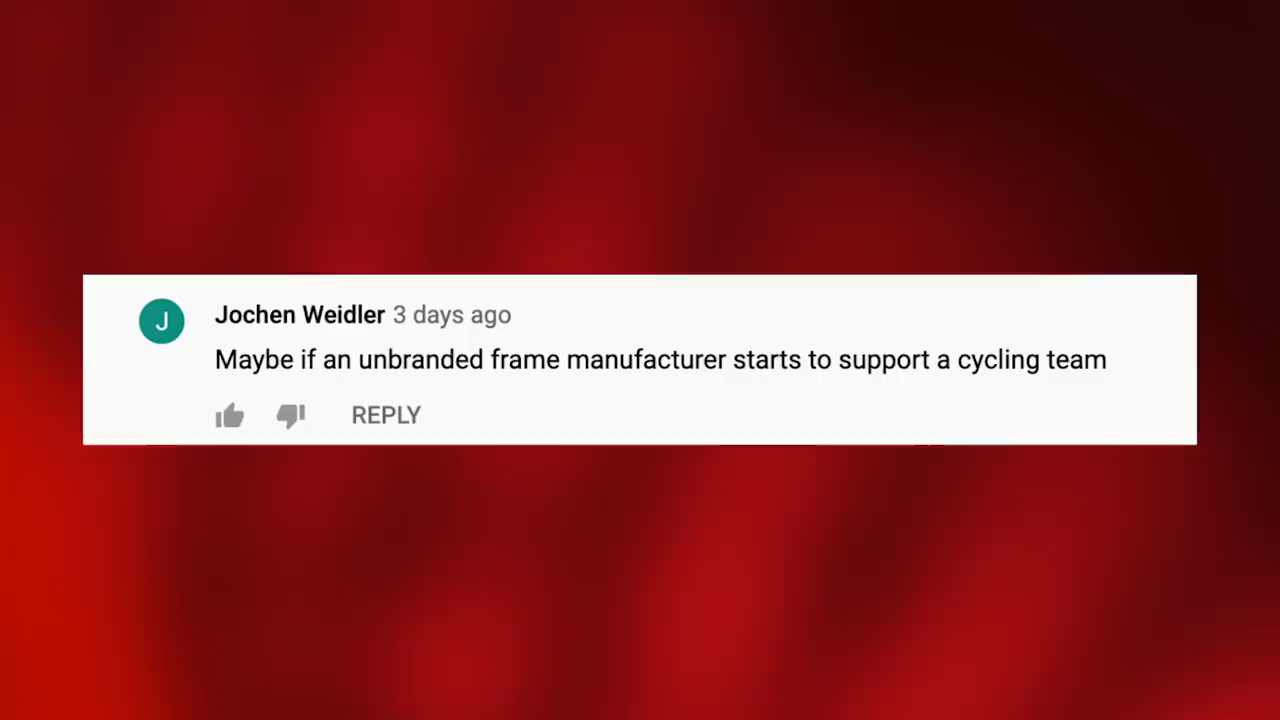 J
Jochen Weidler 3 days ago
Maybe if an unbranded frame manufacturer starts to support a cycling team
REPLY